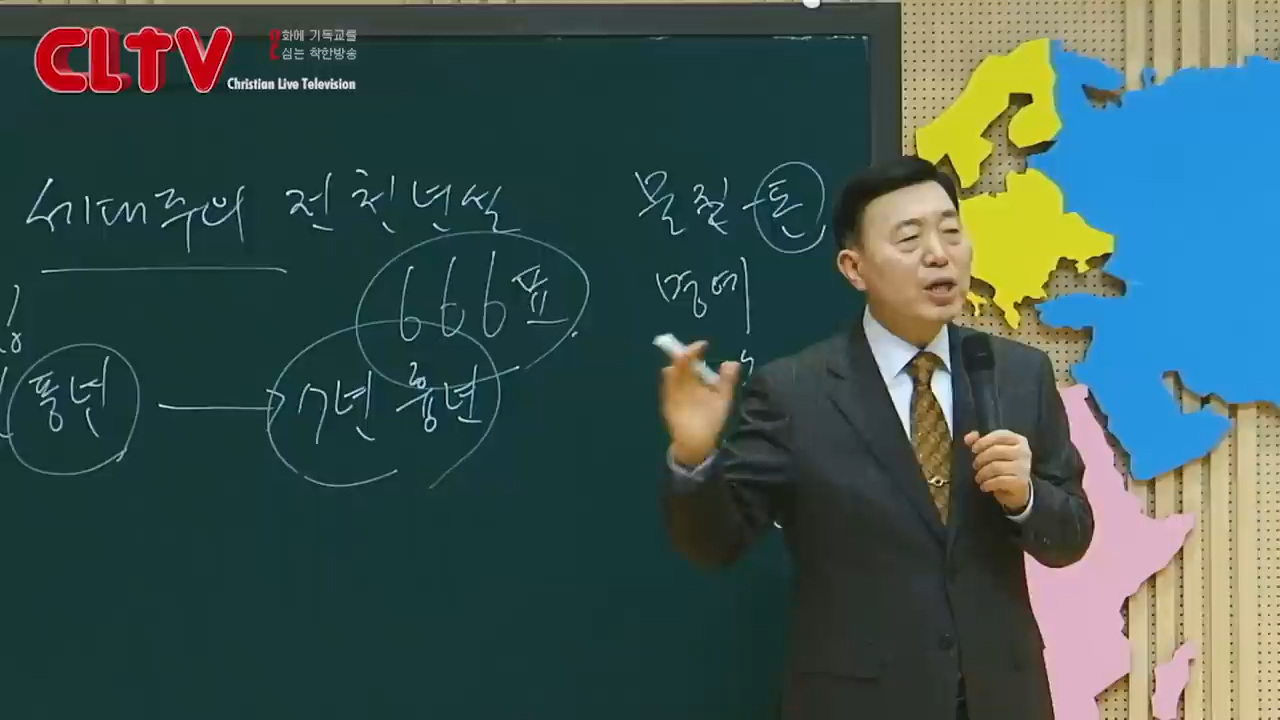 CLTV
화에 기독교를
심는 착한방송
Christian Live Television
세대주의 전천년설
물질 - 돈
666표
명예
풍년
7년 흉년